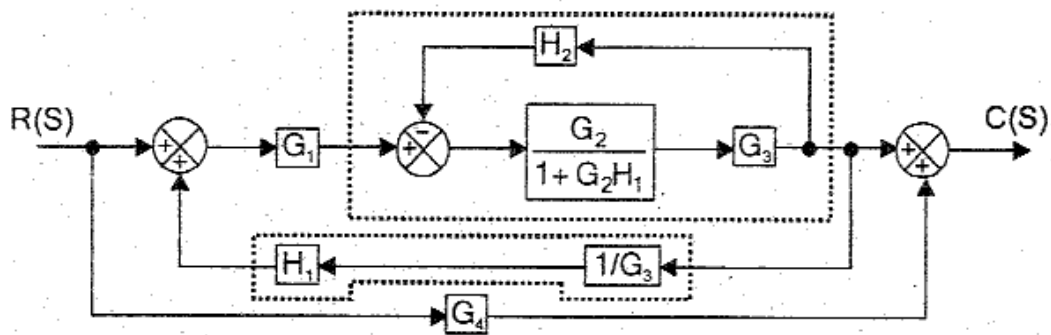 H₂
R(S)
C(S)
+
+
G₁
+
-
G₂
1+ G₂H₁
G₃
+
+
H₁
1/G₃
G₄